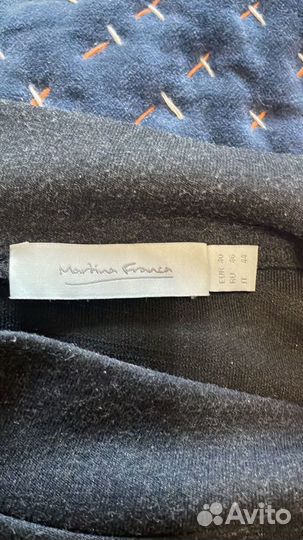 Martina Franca
EUR 40
RU 46
IT 44
Avito